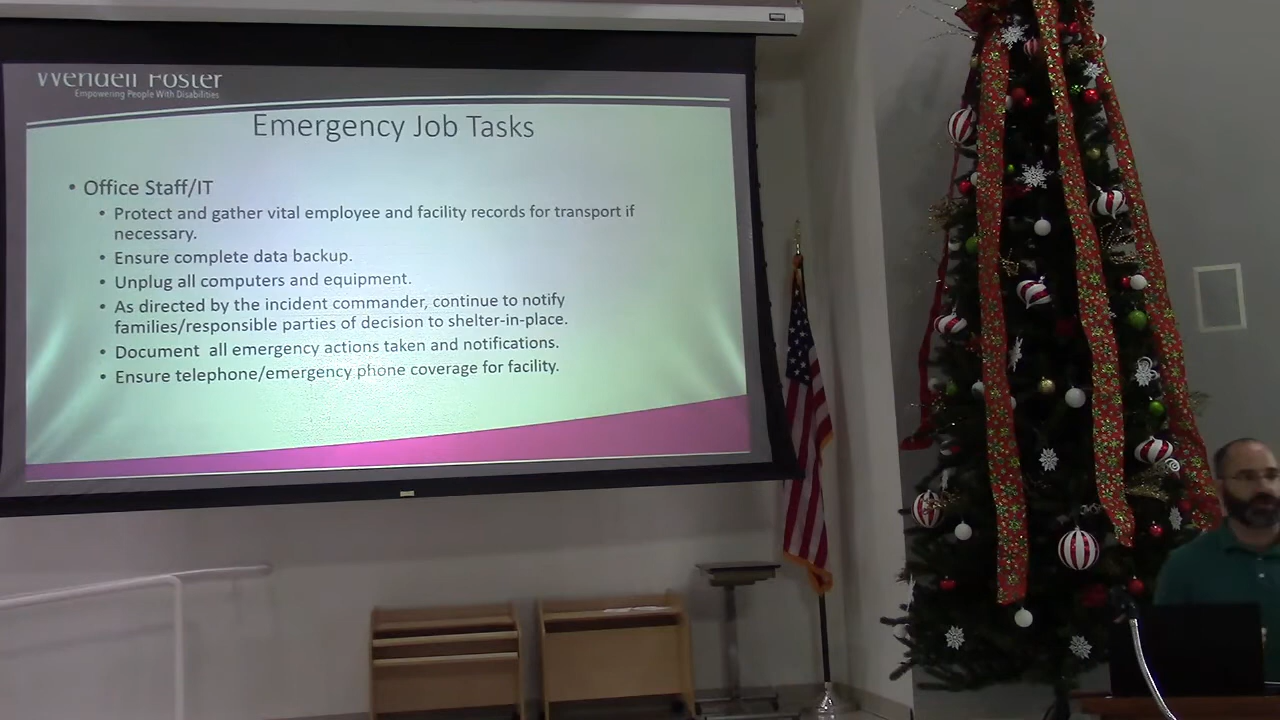 Wendell Foster
Empowering People With Disabilities
Emergency Job Tasks
• Office Staff/IT
• Protect and gather vital employee and facility records for transport if
necessary.
• Ensure complete data backup.
• Unplug all computers and equipment.
• As directed by the incident commander, continue to notify
families/responsible parties of decision to shelter-in-place.
• Document  all emergency actions taken and notifications.
• Ensure telephone/emergency phone coverage for facility.